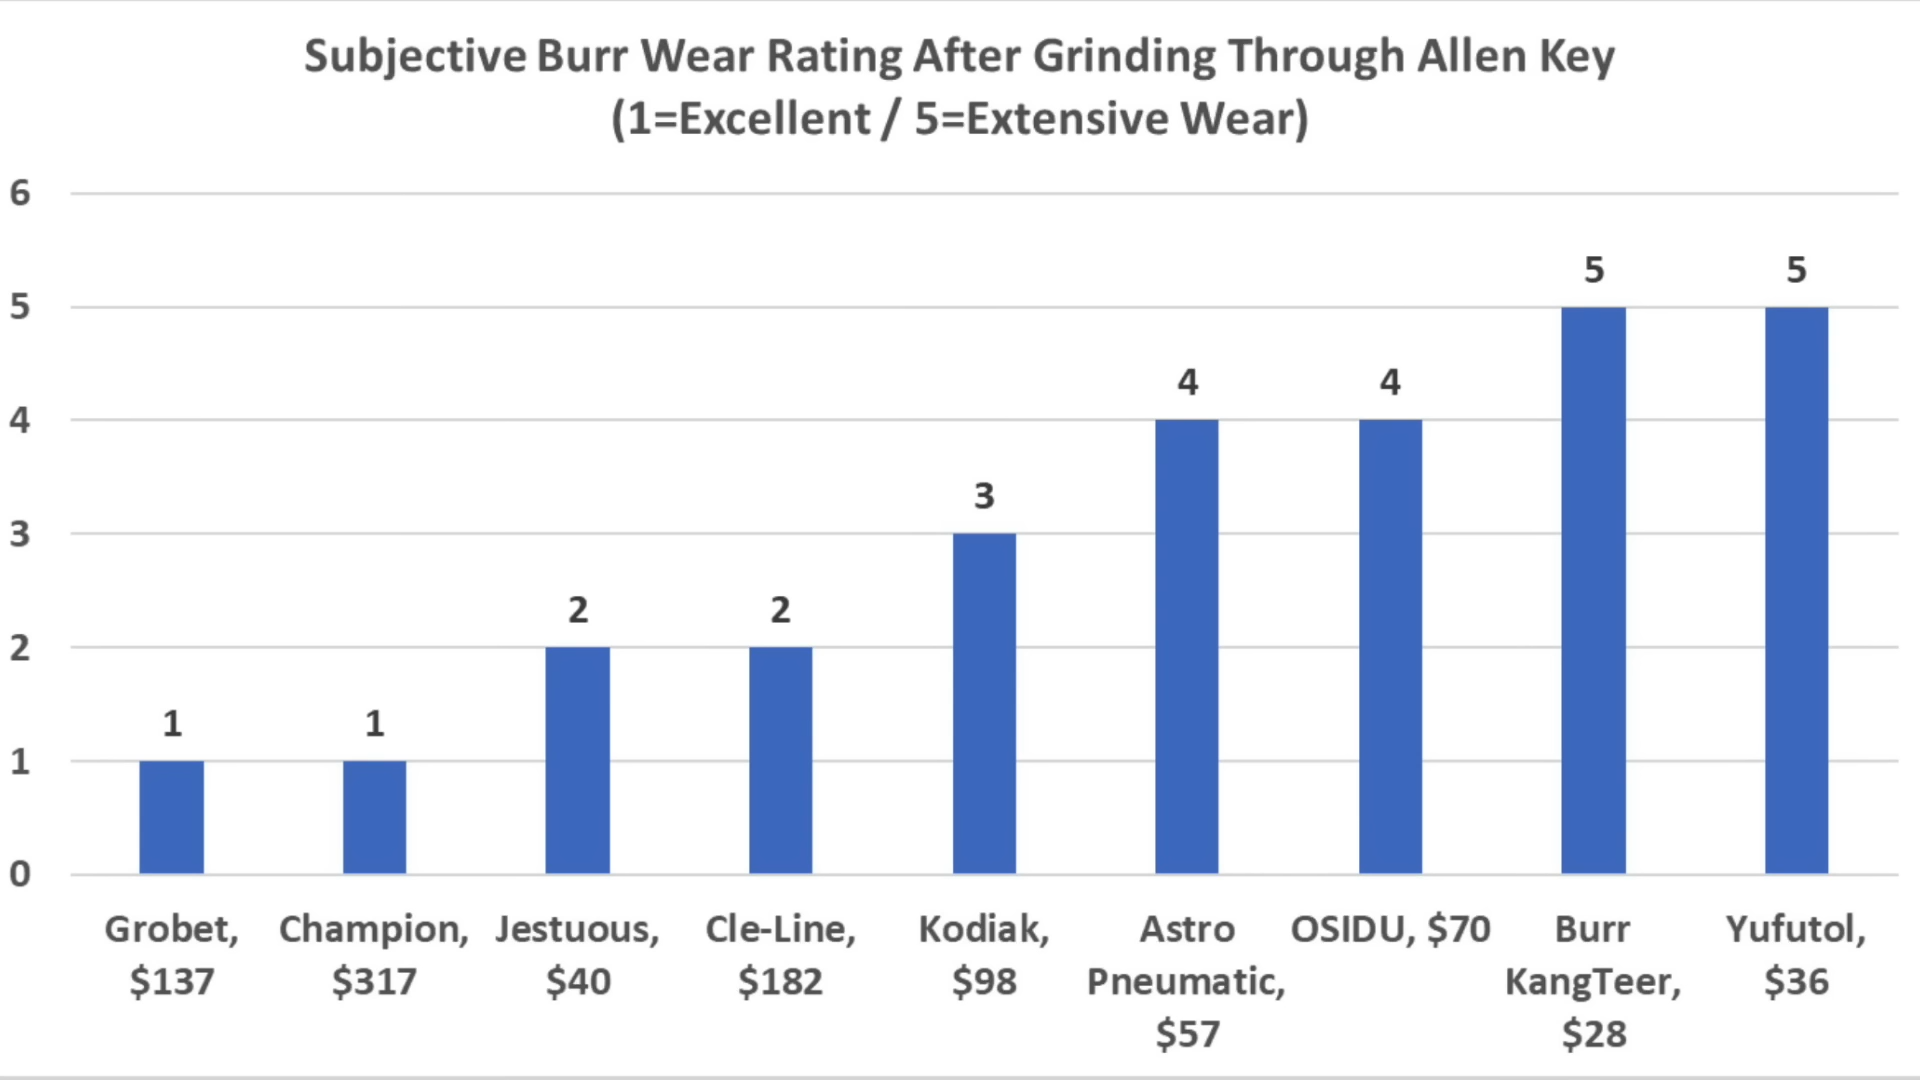 Subjective Burr Wear Rating After Grinding Through Allen Key
(1=Excellent / 5=Extensive Wear)
6
5
4
3
2
1
0
1
1
2
2
3
4
4
5
5
Grobet,
$137
Champion,
$317
Jestuous,
$40
Cle-Line,
$182
Kodiak,
$98
Astro
Pneumatic,
$57
OSIDU, $70
Burr
KangTeer,
$28
Yufutol,
$36